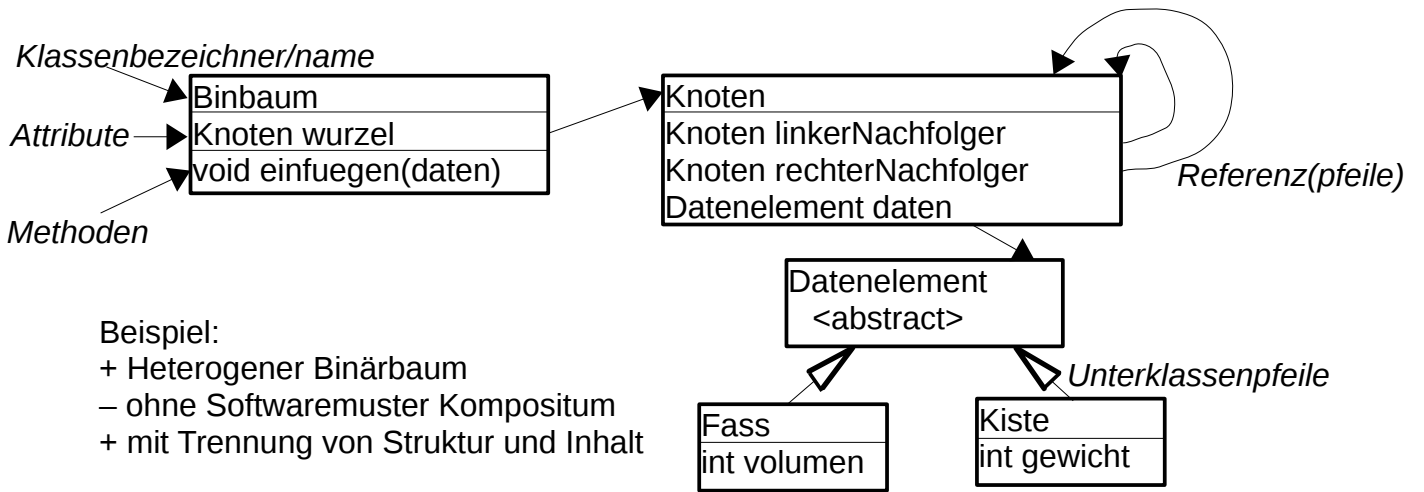 Klassenbezeichner/name
Binbaum
Attribute
Knoten wurzel
void einfuegen(daten)
Methoden
Knoten
Knoten linkerNachfolger
Knoten rechterNachfolger
Datenelement daten
Referenz(pfeile)
Datenelement
<abstract>
Unterklassenpfeile
Fass
int volumen
Kiste
int gewicht
Beispiel:
+ Heterogener Binärbaum
– ohne Softwaremuster Kompositum
+ mit Trennung von Struktur und Inhalt